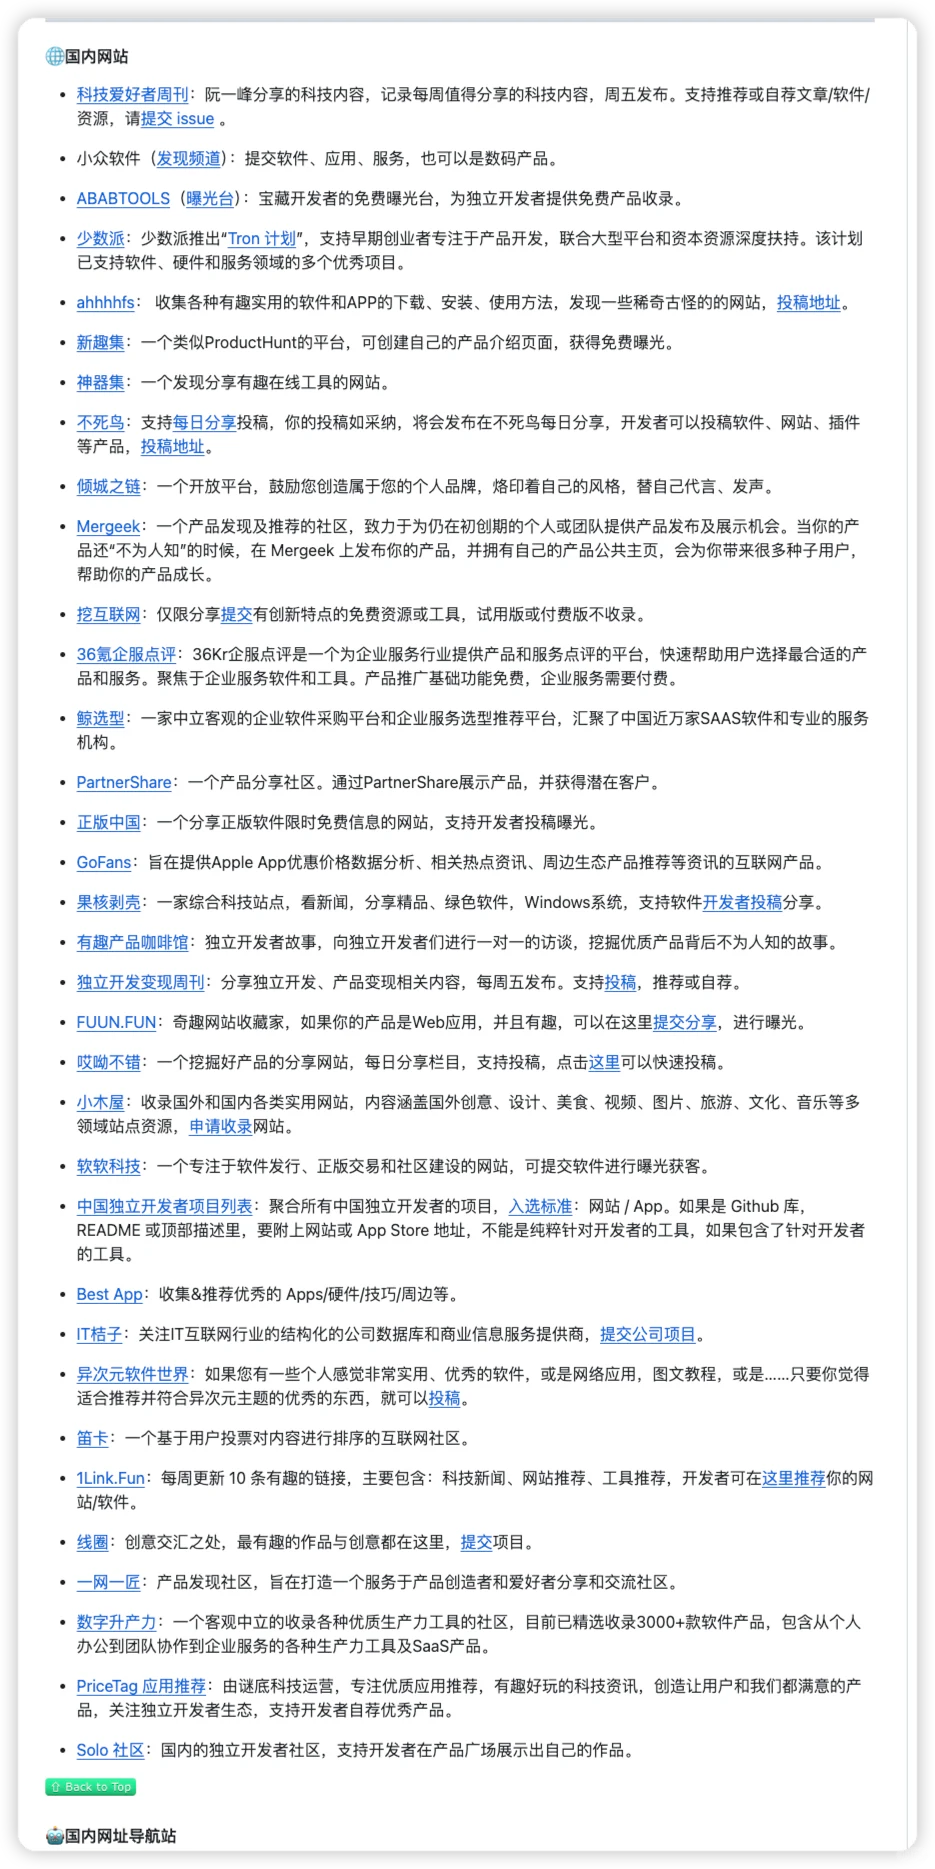 🌐国内网站
• 科技爱好者周刊：阮一峰分享的科技内容，记录每周值得分享的科技内容，周五发布。支持推荐或自荐文章/软件/
资源，请提交 issue 。
• 小众软件（发现频道）：提交软件、应用、服务，也可以是数码产品。
• ABABTOOLS（曝光台）：宝藏开发者的免费曝光台，为独立开发者提供免费产品收录。
• 少数派：少数派推出“Tron 计划”，支持早期创业者专注于产品开发，联合大型平台和资本资源深度扶持。该计划
已支持软件、硬件和服务领域的多个优秀项目。
• ahhhhfs： 收集各种有趣实用的软件和APP的下载、安装、使用方法，发现一些稀奇古怪的的网站，投稿地址。
• 新趣集：一个类似ProductHunt的平台，可创建自己的产品介绍页面，获得免费曝光。
• 神器集：一个发现分享有趣在线工具的网站。
• 不死鸟：支持每日分享投稿，你的投稿如采纳，将会发布在不死鸟每日分享，开发者可以投稿软件、网站、插件
等产品，投稿地址。
• 倾城之链：一个开放平台，鼓励您创造属于您的个人品牌，烙印着自己的风格，替自己代言、发声。
• Mergeek：一个产品发现及推荐的社区，致力于为仍在初创期的个人或团队提供产品发布及展示机会。当你的产
品还“不为人知”的时候，在 Mergeek 上发布你的产品，并拥有自己的产品公共主页，会为你带来很多种子用户，
帮助你的产品成长。
• 挖互联网：仅限分享提交有创新特点的免费资源或工具，试用版或付费版不收录。
• 36氪企服点评：36Kr企服点评是一个为企业服务行业提供产品和服务点评的平台，快速帮助用户选择最合适的产
品和服务。聚焦于企业服务软件和工具。产品推广基础功能免费，企业服务需要付费。
• 鲸选型：一家中立客观的企业软件采购平台和企业服务选型推荐平台，汇聚了中国近万家SAAS软件和专业的服务
机构。
• PartnerShare：一个产品分享社区。通过PartnerShare展示产品，并获得潜在客户。
• 正版中国：一个分享正版软件限时免费信息的网站，支持开发者投稿曝光。
• GoFans：旨在提供Apple App优惠价格数据分析、相关热点资讯、周边生态产品推荐等资讯的互联网产品。
• 果核剥壳：一家综合科技站点，看新闻，分享精品、绿色软件，Windows系统，支持软件开发者投稿分享。
• 有趣产品咖啡馆：独立开发者故事，向独立开发者们进行一对一的访谈，挖掘优质产品背后不为人知的故事。
• 独立开发变现周刊：分享独立开发、产品变现相关内容，每周五发布。支持投稿，推荐或自荐。
• FUUN.FUN：奇趣网站收藏家，如果你的产品是Web应用，并且有趣，可以在这里提交分享，进行曝光。
• 哎呦不错：一个挖掘好产品的分享网站，每日分享栏目，支持投稿，点击这里可以快速投稿。
• 小木屋：收录国外和国内各类实用网站，内容涵盖国外创意、设计、美食、视频、图片、旅游、文化、音乐等多
领域站点资源，申请收录网站。
• 软软科技：一个专注于软件发行、正版交易和社区建设的网站，可提交软件进行曝光获客。
• 中国独立开发者项目列表：聚合所有中国独立开发者的项目，入选标准：网站 / App。如果是 Github 库，
README 或顶部描述里，要附上网站或 App Store 地址，不能是纯粹针对开发者的工具，如果包含了针对开发者
的工具。
• Best App：收集&推荐优秀的 Apps/硬件/技巧/周边等。
• IT桔子：关注IT互联网行业的结构化的公司数据库和商业信息服务提供商，提交公司项目。
• 异次元软件世界：如果您有一些个人感觉非常实用、优秀的软件，或是网络应用，图文教程，或是......只要你觉得
适合推荐并符合异次元主题的优秀的东西，就可以投稿。
• 笛卡：一个基于用户投票对内容进行排序的互联网社区。
• 1Link.Fun：每周更新 10 条有趣的链接，主要包含：科技新闻、网站推荐、工具推荐，开发者可在这里推荐你的网
站/软件。
• 线圈：创意交汇之处，最有趣的作品与创意都在这里，提交项目。
• 一网一匠：产品发现社区，旨在打造一个服务于产品创造者和爱好者分享和交流社区。
• 数字升产力：一个客观中立的收录各种优质生产力工具的社区，目前已精选收录3000+款软件产品，包含从个人
办公到团队协作到企业服务的各种生产力工具及SaaS产品。
• PriceTag 应用推荐：由谜底科技运营，专注优质应用推荐，有趣好玩的科技资讯，创造让用户和我们都满意的产
品，关注独立开发者生态，支持开发者自荐优秀产品。
• Solo 社区：国内的独立开发者社区，支持开发者在产品广场展示出自己的作品。
⇧ Back to Top
🤖国内网址导航站